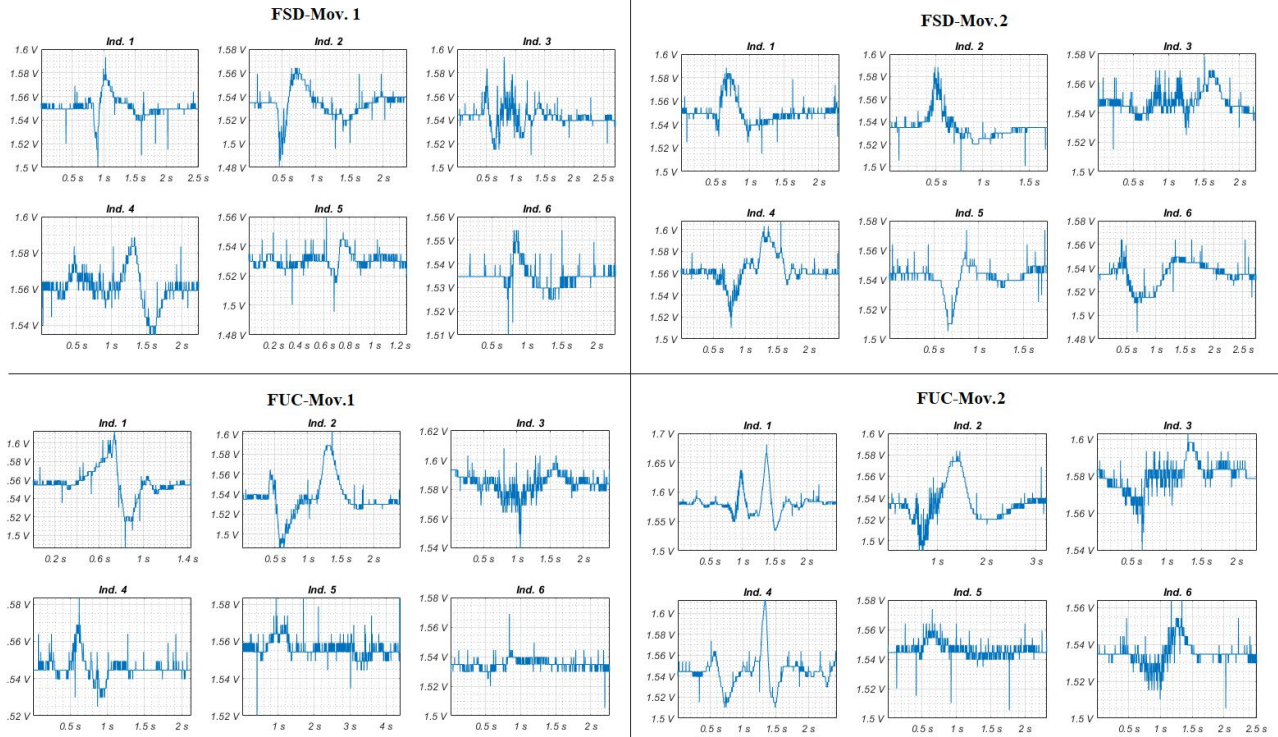 FSD-Mov. 1
Ind. 1
1.6 V
1.58 V
1.56 V
1.54 V
1.52 V
1.5 V
0.5 s 1 s 1.5 s 2 s 2.5 s
Ind. 2
1.58 V
1.56 V
1.54 V
1.52 V
1.5 V
1.48 V
0.5 s 1 s 1.5 s 2 s
Ind. 3
1.6 V
1.58 V
1.56 V
1.54 V
1.52 V
1.5 V
0.5 s 1 s 1.5 s 2 s 2.5 s
Ind. 4
1.6 V
1.58 V
1.56 V
1.54 V
0.5 s 1 s 1.5 s 2 s
Ind. 5
1.56 V
1.54 V
1.52 V
1.5 V
1.48 V
0.2 s 0.4 s 0.6 s 0.8 s 1 s 1.2 s
Ind. 6
1.56 V
1.55 V
1.54 V
1.53 V
1.52 V
1.51 V
0.5 s 1 s 1.5 s 2 s
FSD-Mov. 2
Ind. 1
1.6 V
1.58 V
1.56 V
1.54 V
1.52 V
1.5 V
0.5 s 1 s 1.5 s 2 s
Ind. 2
1.6 V
1.58 V
1.56 V
1.54 V
1.52 V
1.5 V
0.5 s 1 s 1.5 s
Ind. 3
1.58 V
1.56 V
1.54 V
1.52 V
1.5 V
0.5 s 1 s 1.5 s 2 s
Ind. 4
1.6 V
1.58 V
1.56 V
1.54 V
1.52 V
1.5 V
0.5 s 1 s 1.5 s 2 s
Ind. 5
1.58 V
1.56 V
1.54 V
1.52 V
1.5 V
0.5 s 1 s 1.5 s
Ind. 6
1.58 V
1.56 V
1.54 V
1.52 V
1.5 V
1.48 V
0.5 s 1 s 1.5 s 2 s 2.5 s
FUC-Mov.1
Ind. 1
1.6 V
.58 V
.56 V
.54 V
.52 V
1.5 V
0.2 s 0.6 s 1 s 1.4 s
Ind. 2
1.6 V
1.58 V
1.56 V
1.54 V
1.52 V
1.5 V
0.5 s 1 s 1.5 s 2 s
Ind. 3
1.62 V
1.6 V
1.58 V
1.56 V
1.54 V
0.5 s 1 s 1.5 s 2 s
Ind. 4
1.58 V
1.56 V
1.54 V
1.52 V
0.5 s 1 s 1.5 s 2 s
Ind. 5
1.58 V
1.56 V
1.54 V
1.52 V
1 s 2 s 3 s 4 s
Ind. 6
1.58 V
1.56 V
1.54 V
1.52 V
1.5 V
0.5 s 1 s 1.5 s 2 s
FUC-Mov.2
Ind. 1
1.7 V
1.65 V
1.6 V
1.55 V
1.5 V
0.5 s 1 s 1.5 s 2 s
Ind. 2
1.6 V
1.58 V
1.56 V
1.54 V
1.52 V
1.5 V
1 s 2 s 3 s
Ind. 3
1.6 V
1.58 V
1.56 V
1.54 V
0.5 s 1 s 1.5 s 2 s
Ind. 4
1.6 V
1.58 V
1.56 V
1.54 V
1.52 V
1.5 V
0.5 s 1 s 1.5 s 2 s
Ind. 5
1.58 V
1.56 V
1.54 V
1.52 V
1.5 V
0.5 s 1 s 1.5 s 2 s
Ind. 6
1.56 V
1.54 V
1.52 V
1.5 V
0.5 s 1 s 1.5 s 2 s 2.5 s